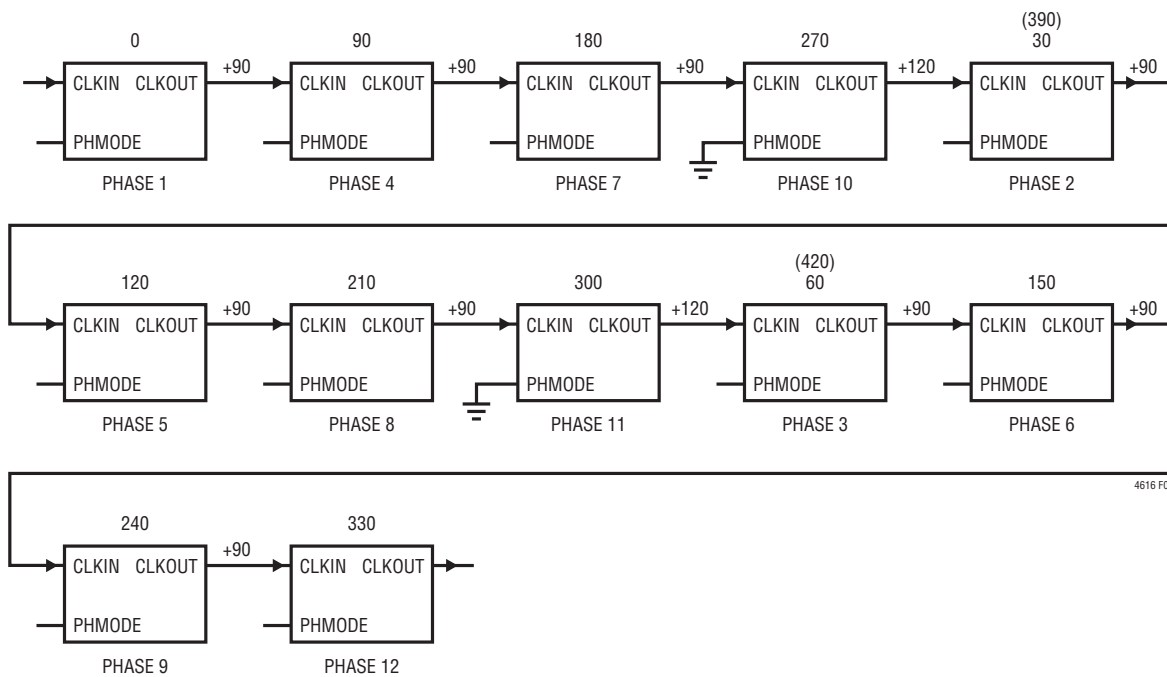 0 90 180 270 (390) 30
+90 +90 +90 +120 +90
CLKIN CLKOUT CLKIN CLKOUT CLKIN CLKOUT CLKIN CLKOUT CLKIN CLKOUT
PHMODE PHMODE PHMODE PHMODE PHMODE
PHASE 1 PHASE 4 PHASE 7 PHASE 10 PHASE 2
120 210 300 (420) 60 150
+90 +90 +120 +90 +90
CLKIN CLKOUT CLKIN CLKOUT CLKIN CLKOUT CLKIN CLKOUT CLKIN CLKOUT
PHMODE PHMODE PHMODE PHMODE PHMODE
PHASE 5 PHASE 8 PHASE 11 PHASE 3 PHASE 6
4616
240 330
+90
CLKIN CLKOUT CLKIN CLKOUT
PHMODE PHMODE
PHASE 9 PHASE 12